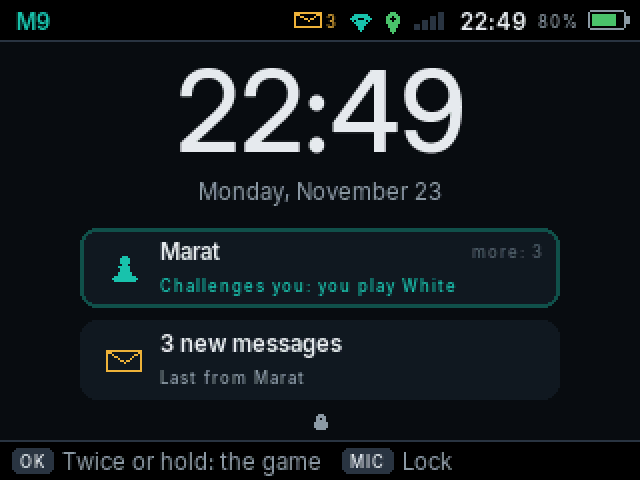 M9 3 22:49 80%
22:49
Monday, November 23
Marat more: 3
Challenges you: you play White
3 new messages
Last from Marat
OK Twice or hold: the game MIC Lock